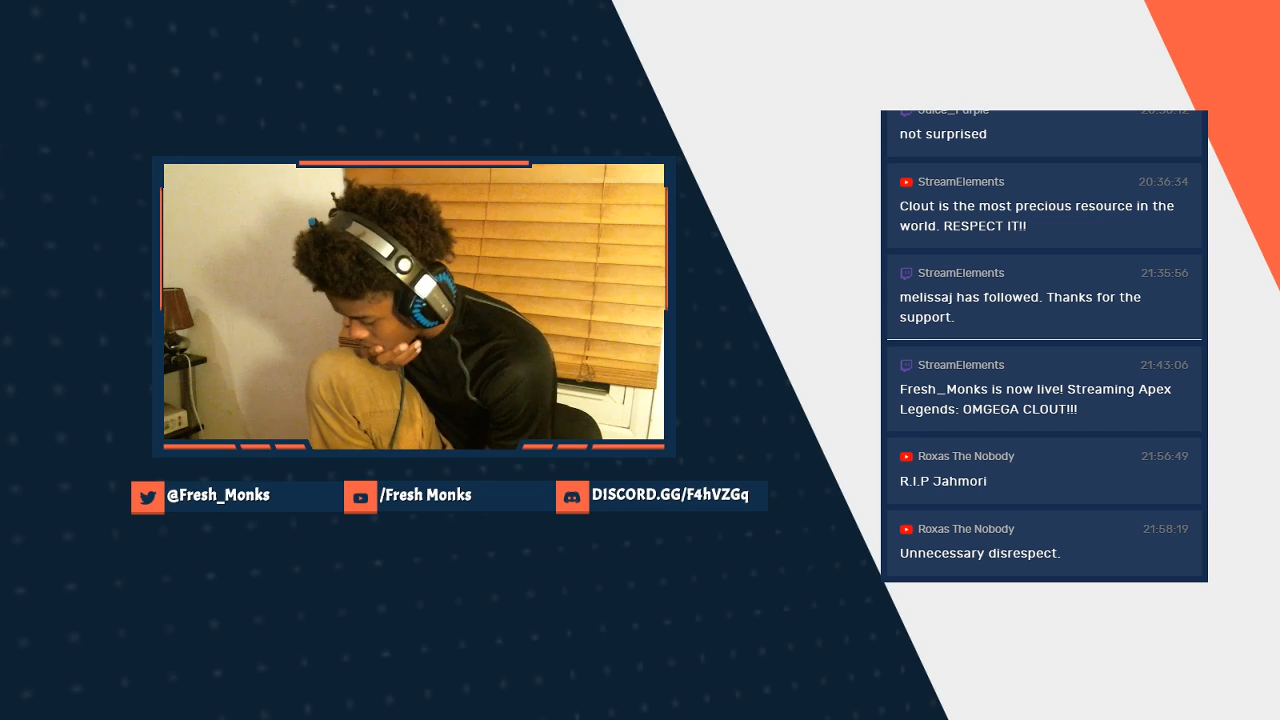 not surprised
StreamElements 20:36:34
Clout is the most precious resource in the
world. RESPECT IT!!
StreamElements 21:35:56
melissaj has followed. Thanks for the
support.
StreamElements 21:43:06
Fresh_Monks is now live! Streaming Apex
Legends: OMGEGA CLOUT!!!
Roxas The Nobody 21:56:49
R.I.P Jahmori
Roxas The Nobody 21:58:19
Unnecessary disrespect.
@Fresh_Monks
/Fresh Monks
DISCORD.GG/F4hVZGq